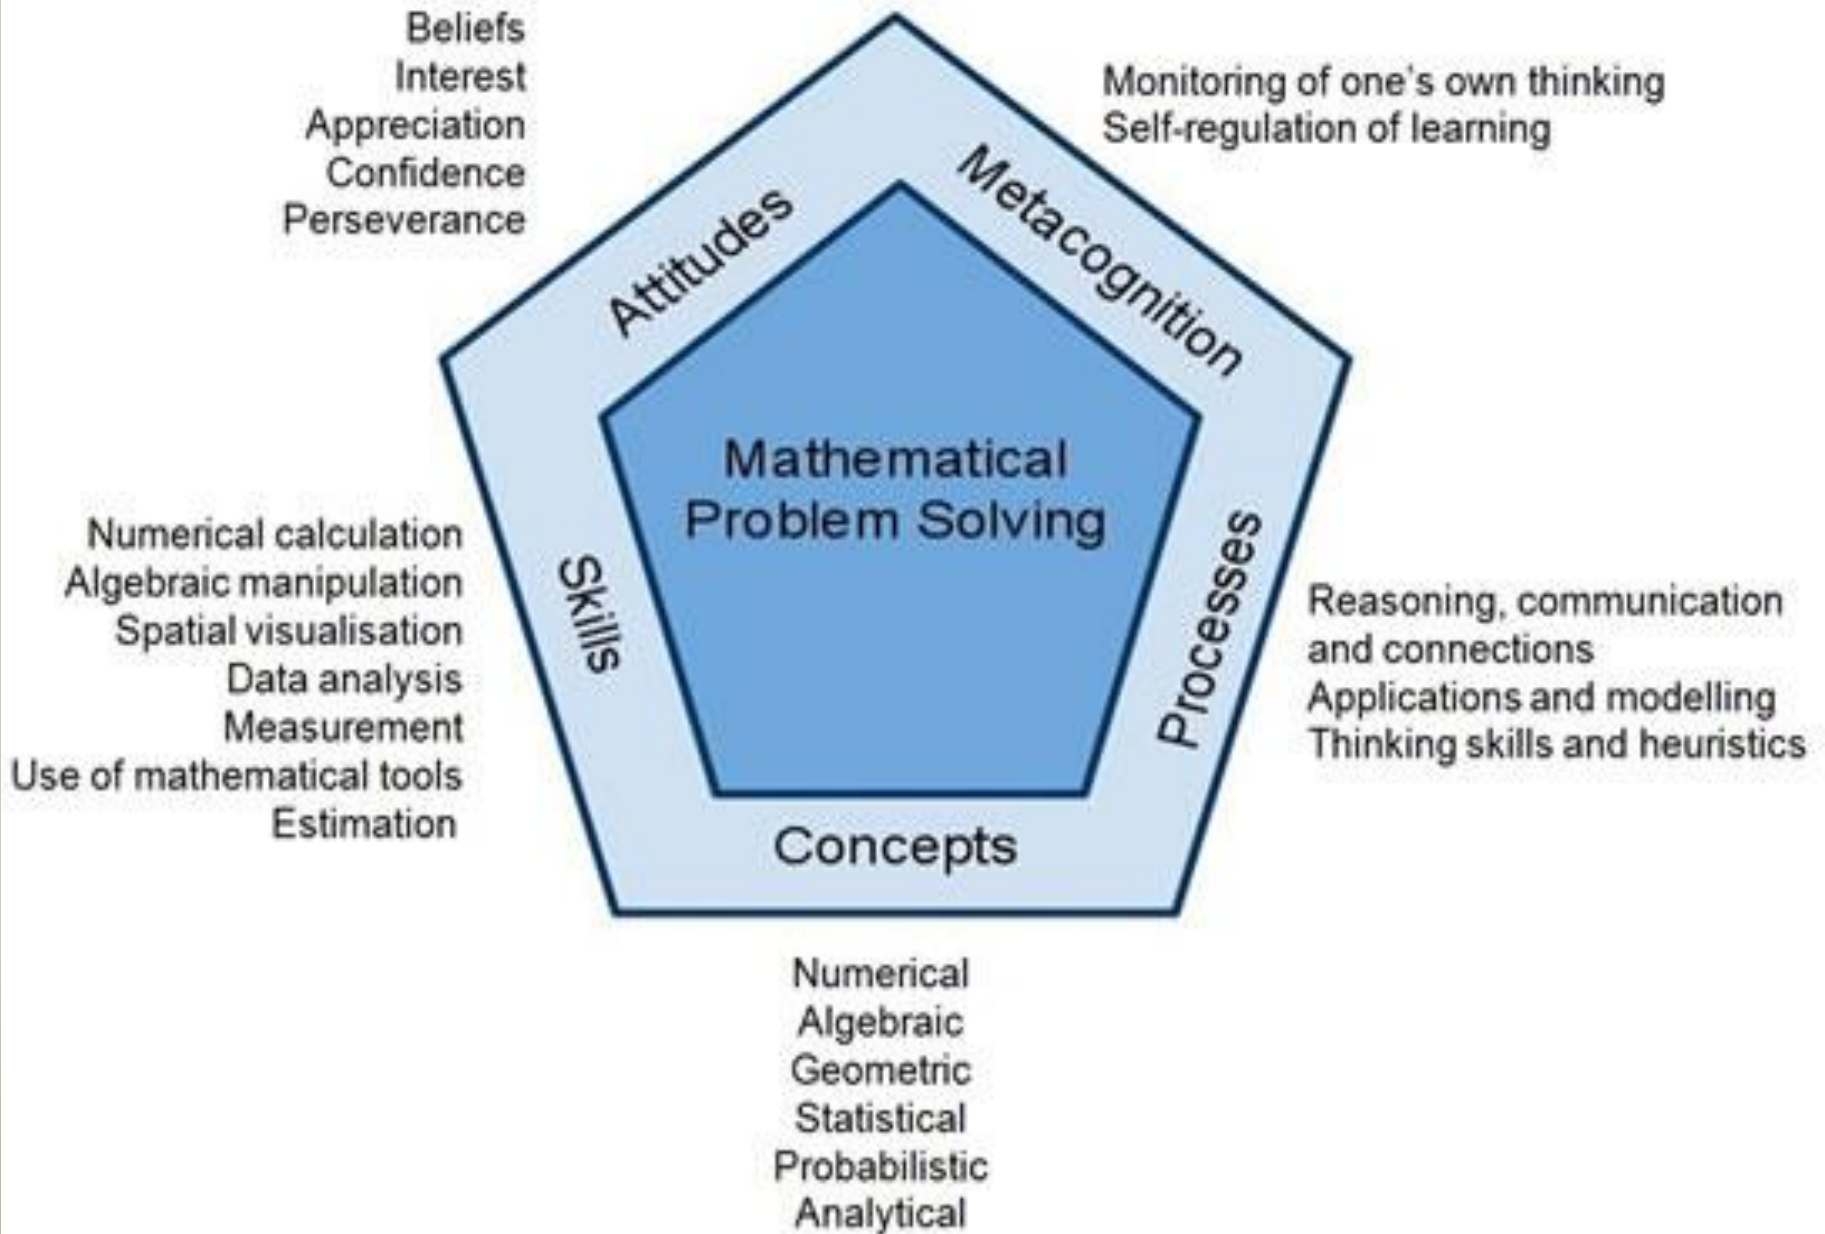 Beliefs
Interest
Appreciation
Confidence
Perseverance
Monitoring of one's own thinking
Self-regulation of learning
Attitudes
Metacognition
Mathematical
Problem Solving
Numerical calculation
Algebraic manipulation
Spatial visualisation
Data analysis
Measurement
Use of mathematical tools
Estimation
Skills
Processes
Reasoning, communication
and connections
Applications and modelling
Thinking skills and heuristics
Concepts
Numerical
Algebraic
Geometric
Statistical
Probabilistic
Analytical